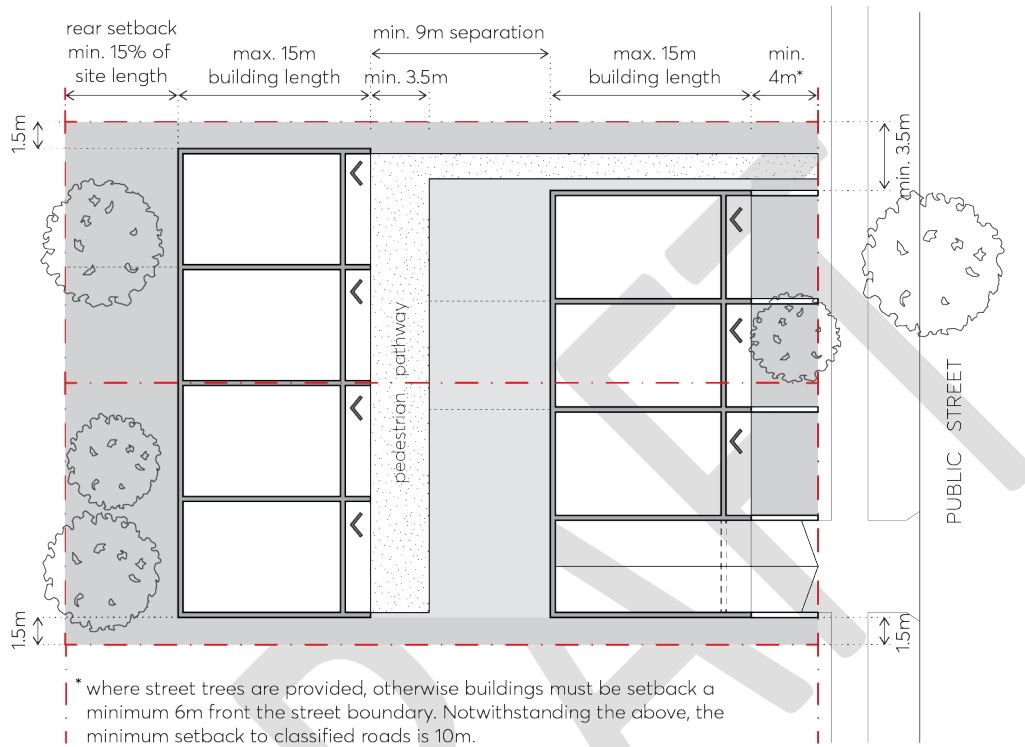 rear setback
min. 15% of
site length
max. 15m
building length
min. 9m separation
min. 3.5m
max. 15m
building length
min.
4m*
1.5m
min. 3.5m
pedestrian pathway
PUBLIC STREET
1.5m
1.5m
* where street trees are provided, otherwise buildings must be setback a
minimum 6m front the street boundary. Notwithstanding the above, the
minimum setback to classified roads is 10m.
DRAFT